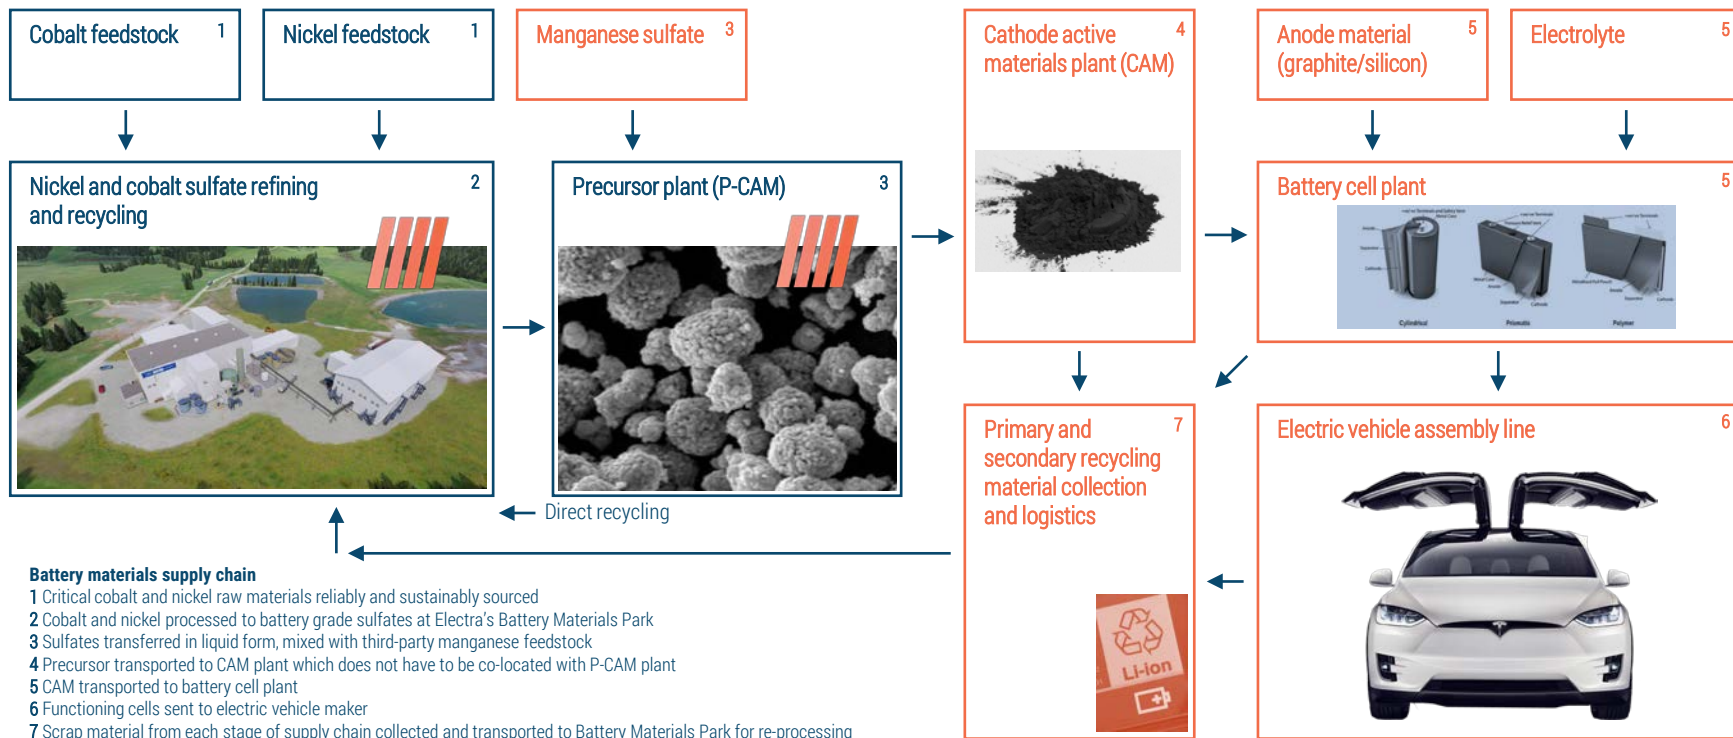 Cobalt feedstock 1
Nickel feedstock 1
Manganese sulfate 3
Cathode active 4
materials plant (CAM)
Anode material 5
(graphite/silicon)
Electrolyte 5
Nickel and cobalt sulfate refining 2
and recycling
Precursor plant (P-CAM) 3
Battery cell plant 5
Cylindrical
Prismatic
Polymer
Primary and 7
secondary recycling
material collection
and logistics
Li-ion
Electric vehicle assembly line 6
Direct recycling
Battery materials supply chain
1 Critical cobalt and nickel raw materials reliably and sustainably sourced
2 Cobalt and nickel processed to battery grade sulfates at Electra's Battery Materials Park
3 Sulfates transferred in liquid form, mixed with third-party manganese feedstock
4 Precursor transported to CAM plant which does not have to be co-located with P-CAM plant
5 CAM transported to battery cell plant
6 Functioning cells sent to electric vehicle maker
7 Scrap material from each stage of supply chain collected and transported to Battery Materials Park for re-processing